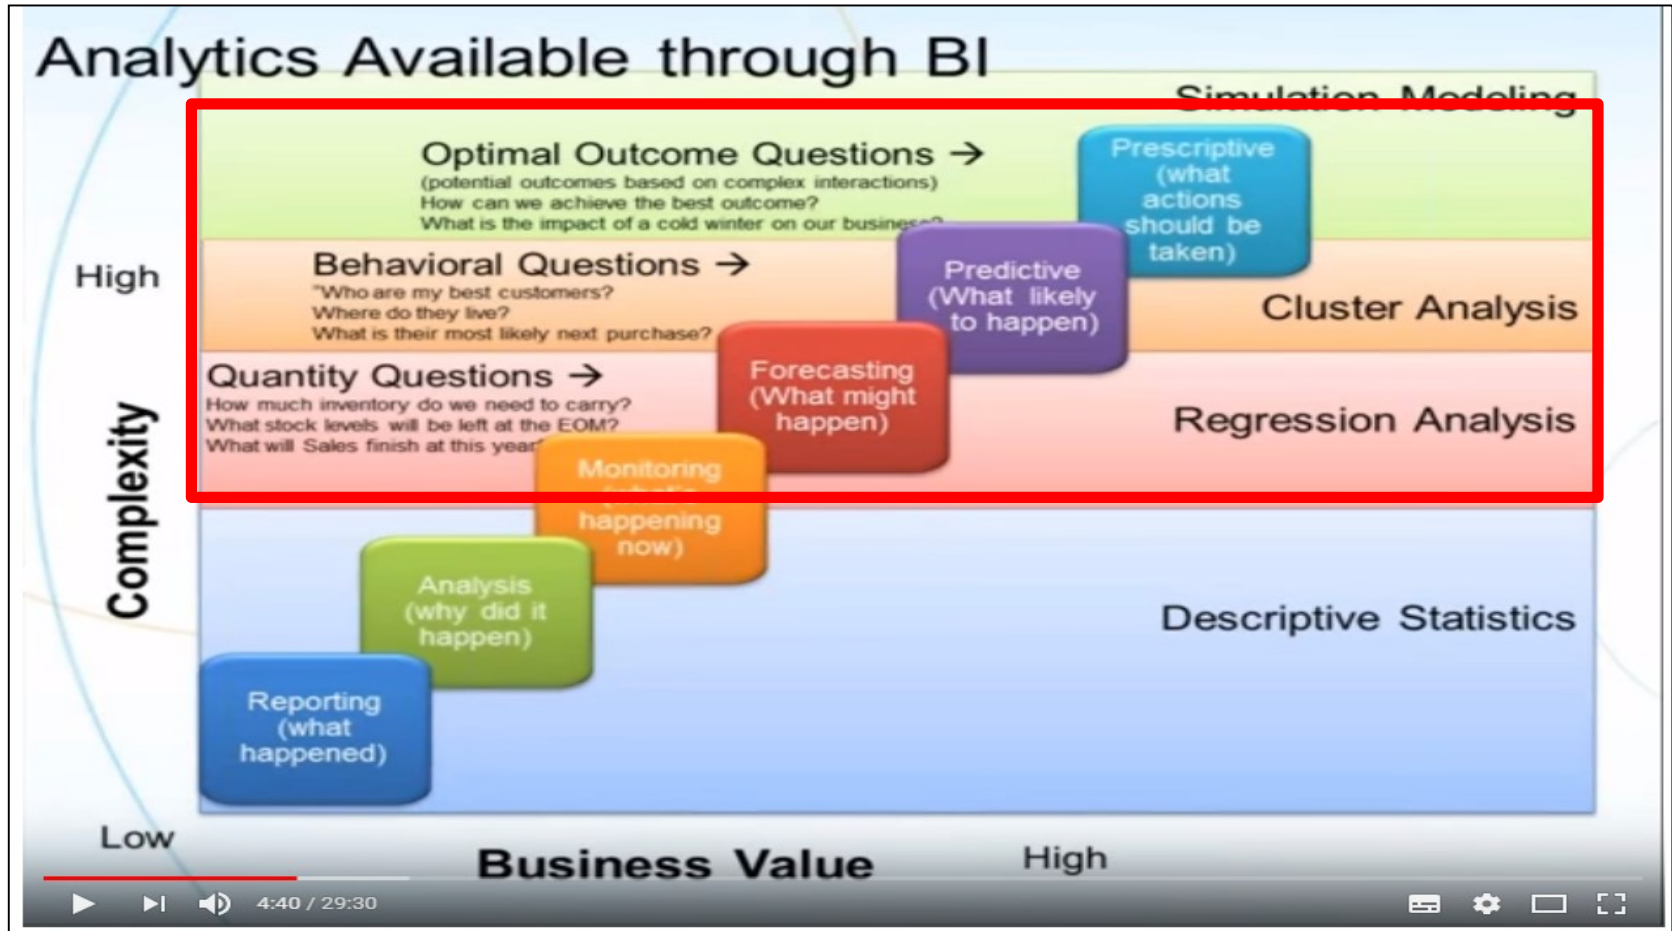 Analytics Available through BI
Simulation Modeling
Optimal Outcome Questions →
(potential outcomes based on complex interactions)
How can we achieve the best outcome?
What is the impact of a cold winter on our business?
Prescriptive
(what
actions
should be
taken)
High
Behavioral Questions →
"Who are my best customers?
Where do they live?
What is their most likely next purchase?
Predictive
(What likely
to happen)
Cluster Analysis
Quantity Questions →
How much inventory do we need to carry?
What stock levels will be left at the EOM?
What will Sales finish at this year
Forecasting
(What might
happen)
Regression Analysis
Complexity
Monitoring
(what's
happening
now)
Analysis
(why did it
happen)
Descriptive Statistics
Reporting
(what
happened)
Low
Business Value
High
4:40 / 29:30